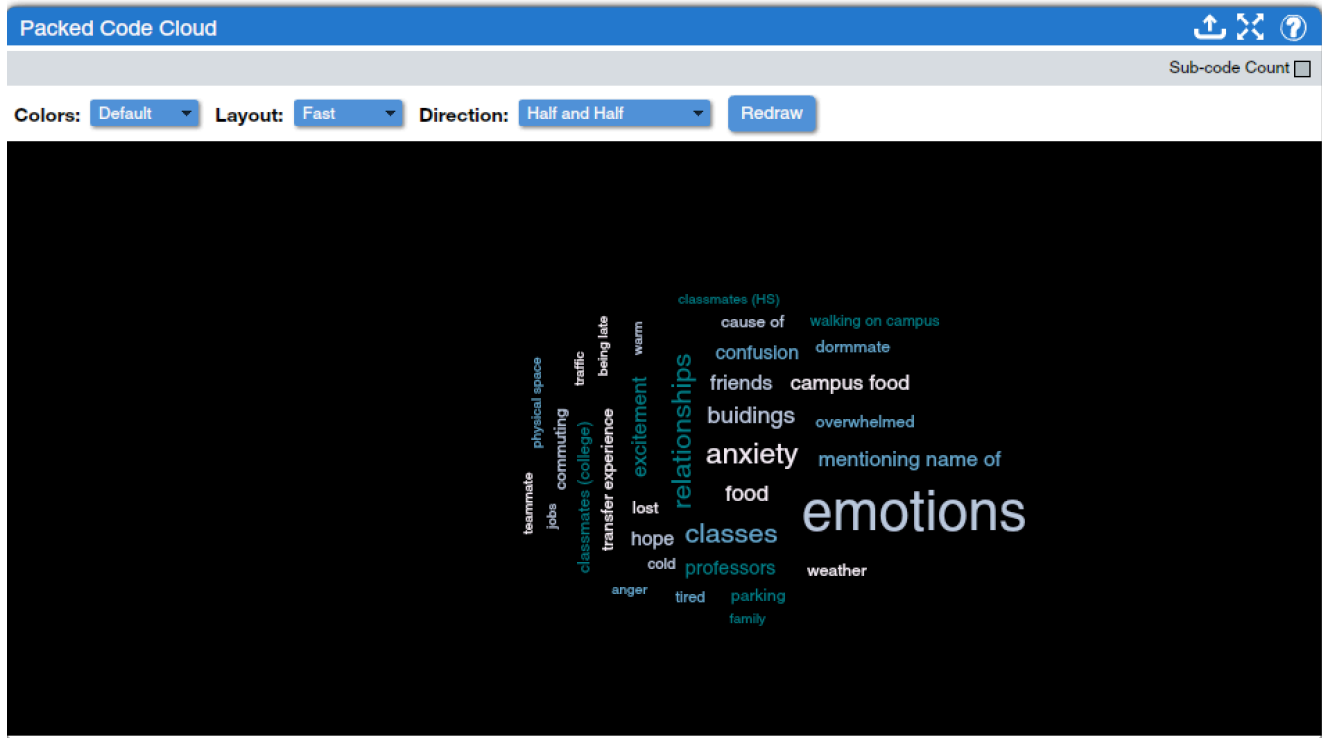 Packed Code Cloud
Sub-code Count
Colors: Default Layout: Fast Direction: Half and Half Redraw
classmates (HS)
cause of
walking on campus
confusion
dormmate
friends
campus food
buidings
overwhelmed
anxiety
mentioning name of
food
emotions
classes
professors
weather
parking
tired
family
relationships
warm
excitement
lost
hope
cold
anger
being late
transfer experience
traffic
classmates (college)
commuting
physical space
jobs
teammate